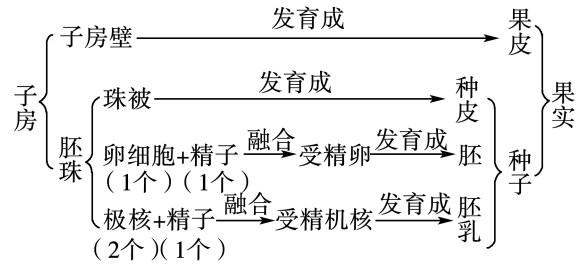 子房
子房壁 发育成 果皮
胚珠
珠被 发育成 种皮
卵细胞+精子 融合 受精卵 发育成 胚
(1个)(1个)
极核+精子 融合 受精机核 发育成 胚乳
(2个)(1个)
种子
果实